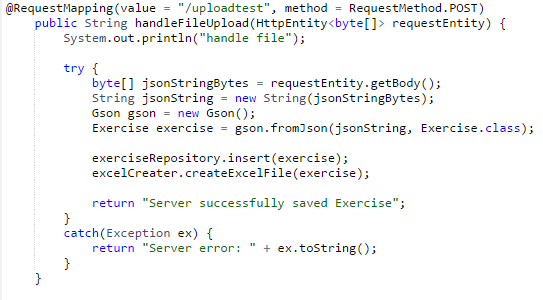 @RequestMapping(value = "/uploadtest", method = RequestMethod.POST)
public String handleFileUpload(HttpEntity<byte[]> requestEntity) {
System.out.println("handle file");
try {
byte[] jsonStringBytes = requestEntity.getBody();
String jsonString = new String(jsonStringBytes);
Gson gson = new Gson();
Exercise exercise = gson.fromJson(jsonString, Exercise.class);
exerciseRepository.insert(exercise);
excelCreater.createExcelFile(exercise);
return "Server successfully saved Exercise";
}
catch(Exception ex) {
return "Server error: " + ex.toString();
}
}